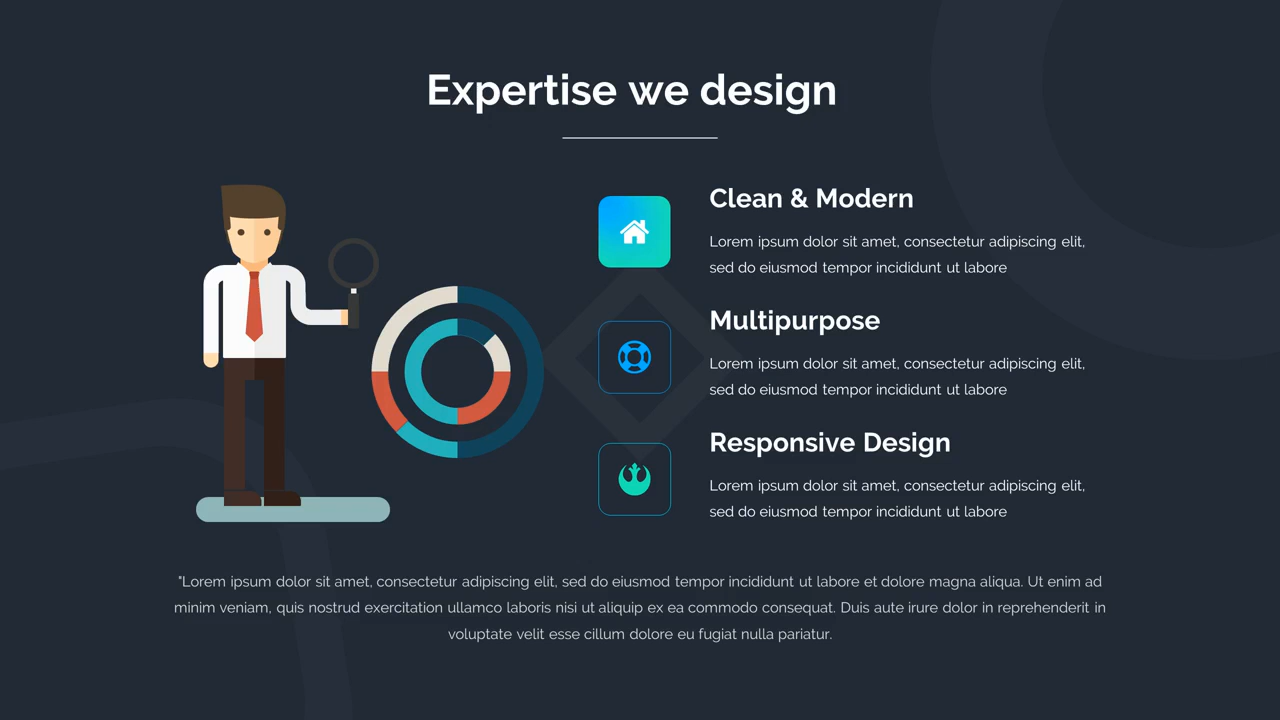 Expertise we design
Clean & Modern
Lorem ipsum dolor sit amet, consectetur adipiscing elit,
sed do eiusmod tempor incididunt ut labore
Multipurpose
Lorem ipsum dolor sit amet, consectetur adipiscing elit,
sed do eiusmod tempor incididunt ut labore
Responsive Design
Lorem ipsum dolor sit amet, consectetur adipiscing elit,
sed do eiusmod tempor incididunt ut labore
"Lorem ipsum dolor sit amet, consectetur adipiscing elit, sed do eiusmod tempor incididunt ut labore et dolore magna aliqua. Ut enim ad
minim veniam, quis nostrud exercitation ullamco laboris nisi ut aliquip ex ea commodo consequat. Duis aute irure dolor in reprehenderit in
voluptate velit esse cillum dolore eu fugiat nulla pariatur.